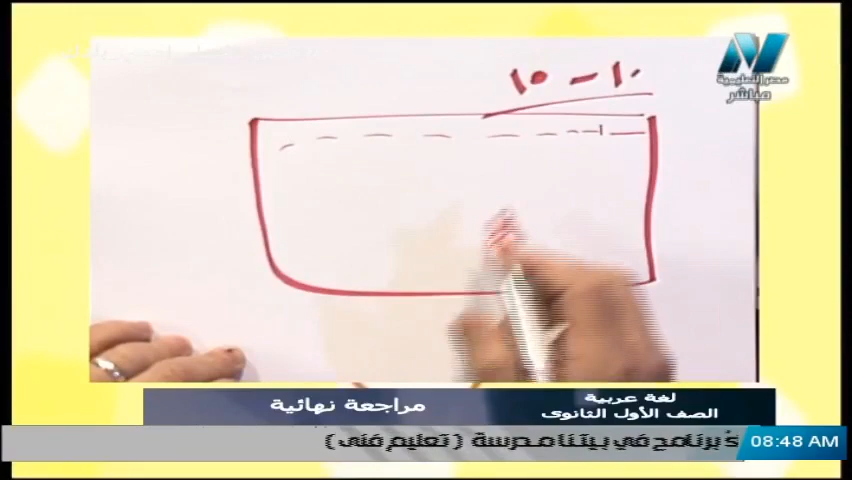 ١٠ - ١٥
مصر التعليمية
مباشر
لغة عربية
الصف الأول الثانوى
مراجعة نهائية
برنامج في بيتنا مدرسة ( تعليم فنى )
08:48 AM